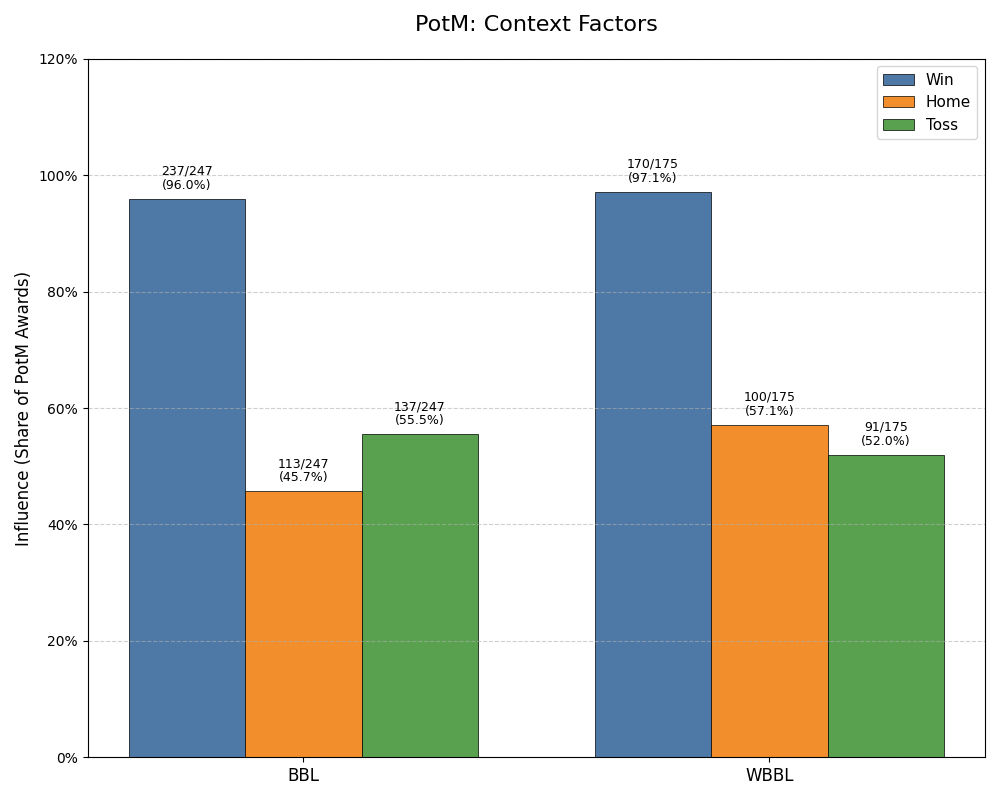 PotM: Context Factors
Influence (Share of PotM Awards)
120%
100%
80%
60%
40%
20%
0%
Win
Home
Toss
237/247
(96.0%)
113/247
(45.7%)
137/247
(55.5%)
170/175
(97.1%)
100/175
(57.1%)
91/175
(52.0%)
BBL
WBBL